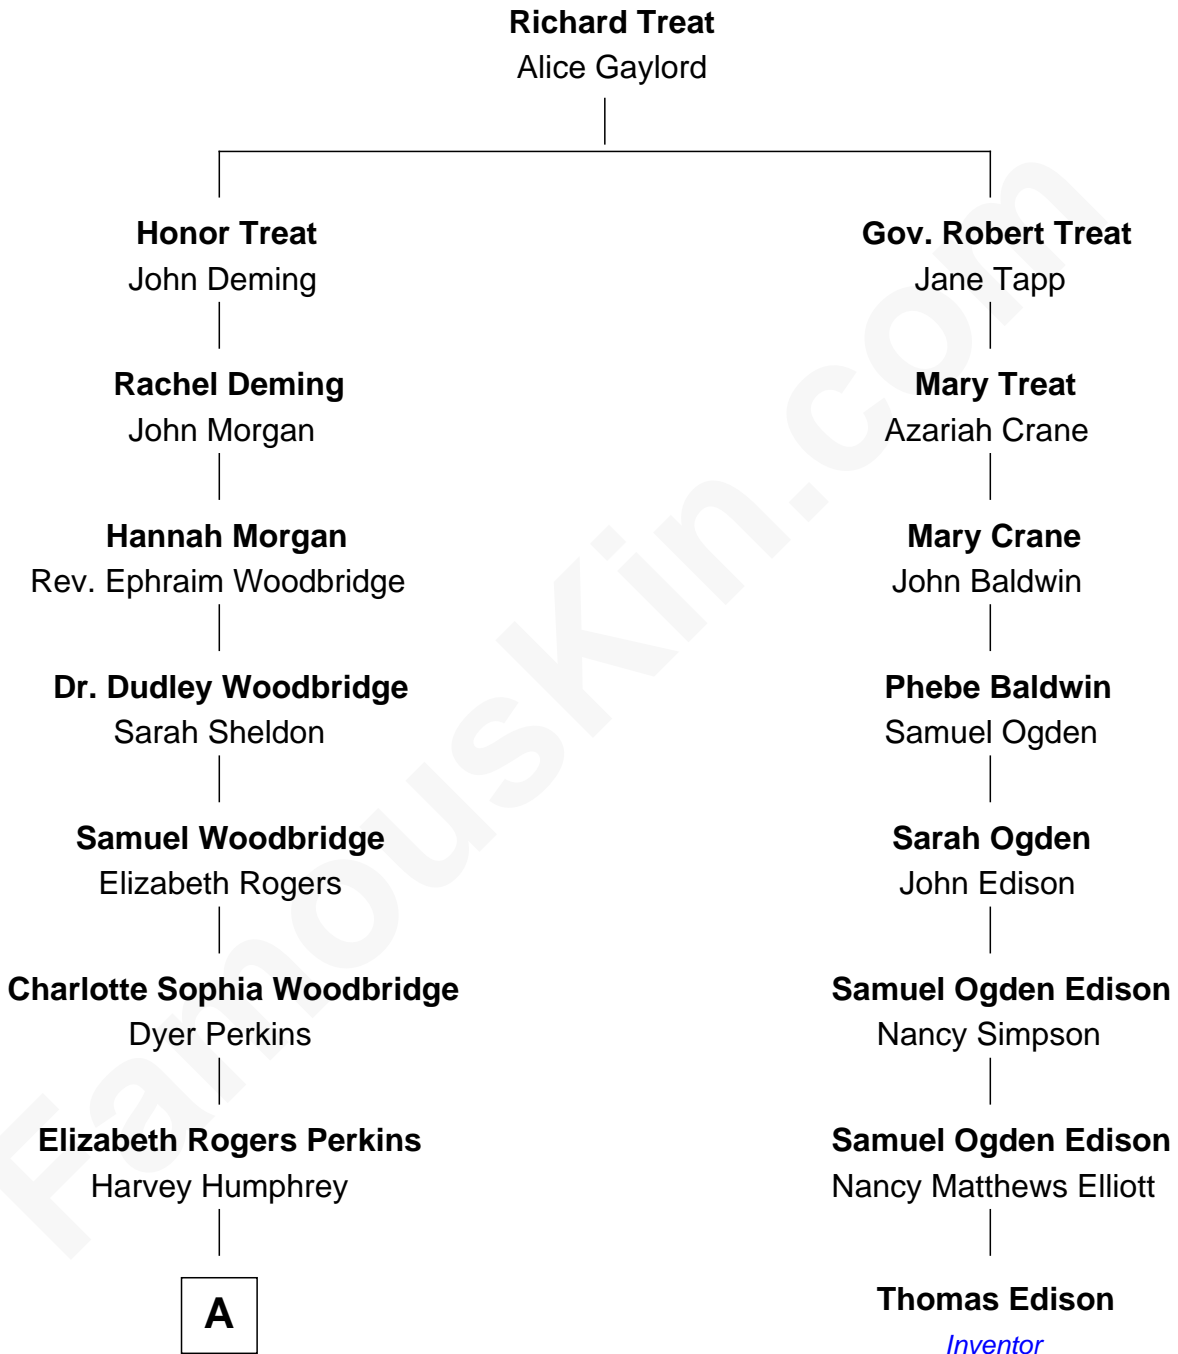 Richard Treat
Alice Gaylord
Honor Treat
John Deming
Gov. Robert Treat
Jane Tapp
Rachel Deming
John Morgan
Mary Treat
Azariah Crane
Hannah Morgan
Rev. Ephraim Woodbridge
Mary Crane
John Baldwin
Dr. Dudley Woodbridge
Sarah Sheldon
Phebe Baldwin
Samuel Ogden
Samuel Woodbridge
Elizabeth Rogers
Sarah Ogden
John Edison
Charlotte Sophia Woodbridge
Dyer Perkins
Samuel Ogden Edison
Nancy Simpson
Elizabeth Rogers Perkins
Harvey Humphrey
Samuel Ogden Edison
Nancy Matthews Elliott
A
Thomas Edison
Inventor
FamousKin.com